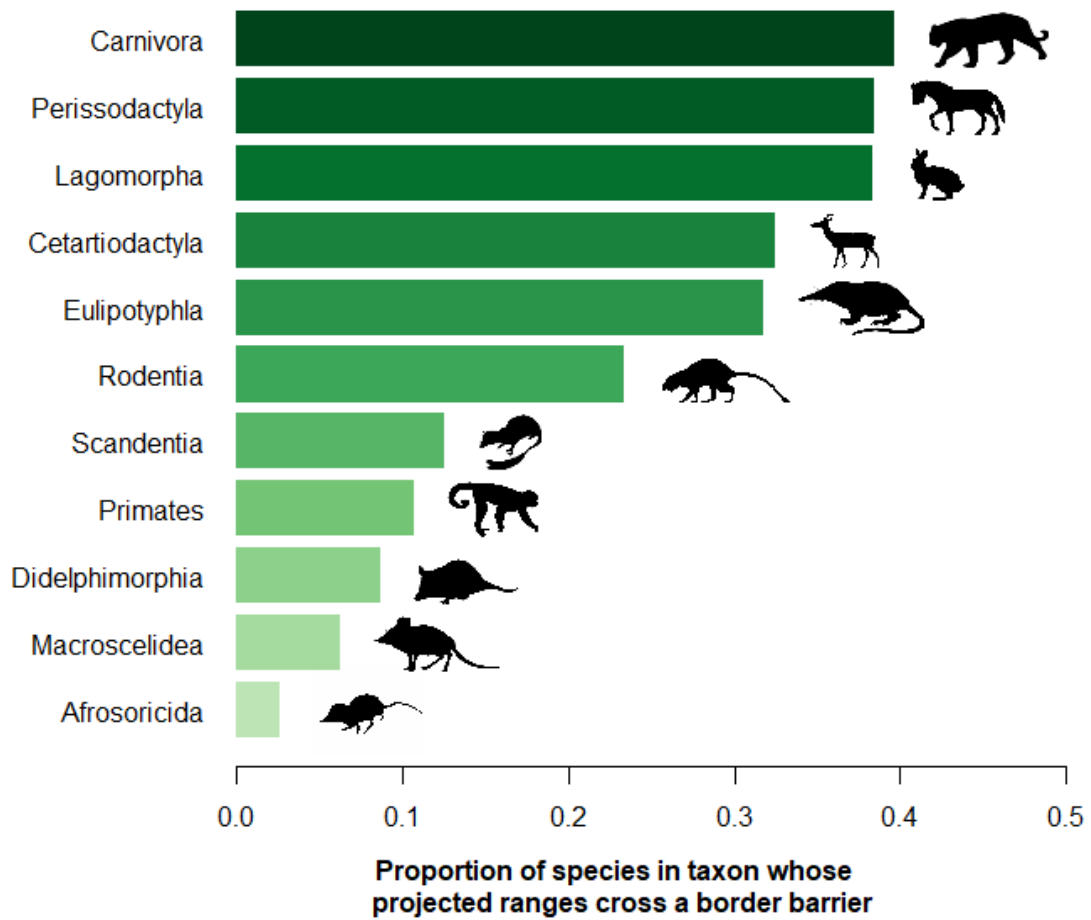 Carnivora
Perissodactyla
Lagomorpha
Cetartiodactyla
Eulipotyphla
Rodentia
Scandentia
Primates
Didelphimorphia
Macroscelidea
Afrosoricida
0.0 0.1 0.2 0.3 0.4 0.5
Proportion of species in taxon whose
projected ranges cross a border barrier